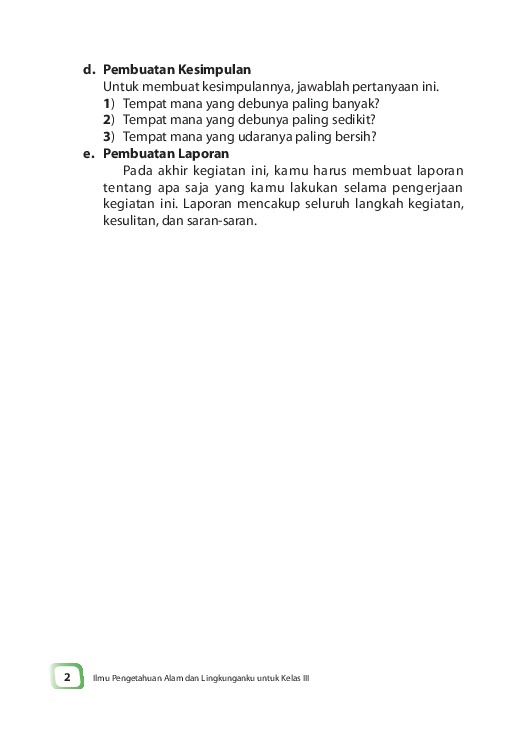 d. Pembuatan Kesimpulan
Untuk membuat kesimpulannya, jawablah pertanyaan ini.
1) Tempat mana yang debunya paling banyak?
2) Tempat mana yang debunya paling sedikit?
3) Tempat mana yang udaranya paling bersih?
e. Pembuatan Laporan
Pada akhir kegiatan ini, kamu harus membuat laporan
tentang apa saja yang kamu lakukan selama pengerjaan
kegiatan ini. Laporan mencakup seluruh langkah kegiatan,
kesulitan, dan saran-saran.
2 Ilmu Pengetahuan Alam dan Lingkunganku untuk Kelas III